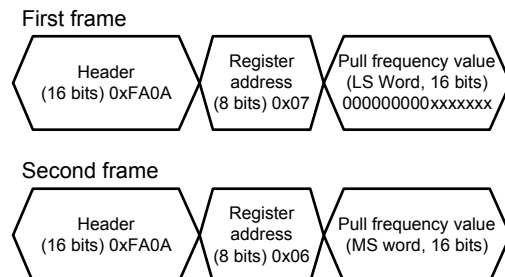 First frame
Header
(16 bits) 0xFA0A
Register
address
(8 bits) 0x07
Pull frequency value
(LS Word, 16 bits)
000000000xxxxxxx
Second frame
Header
(16 bits) 0xFA0A
Register
address
(8 bits) 0x06
Pull frequency value
(MS word, 16 bits)